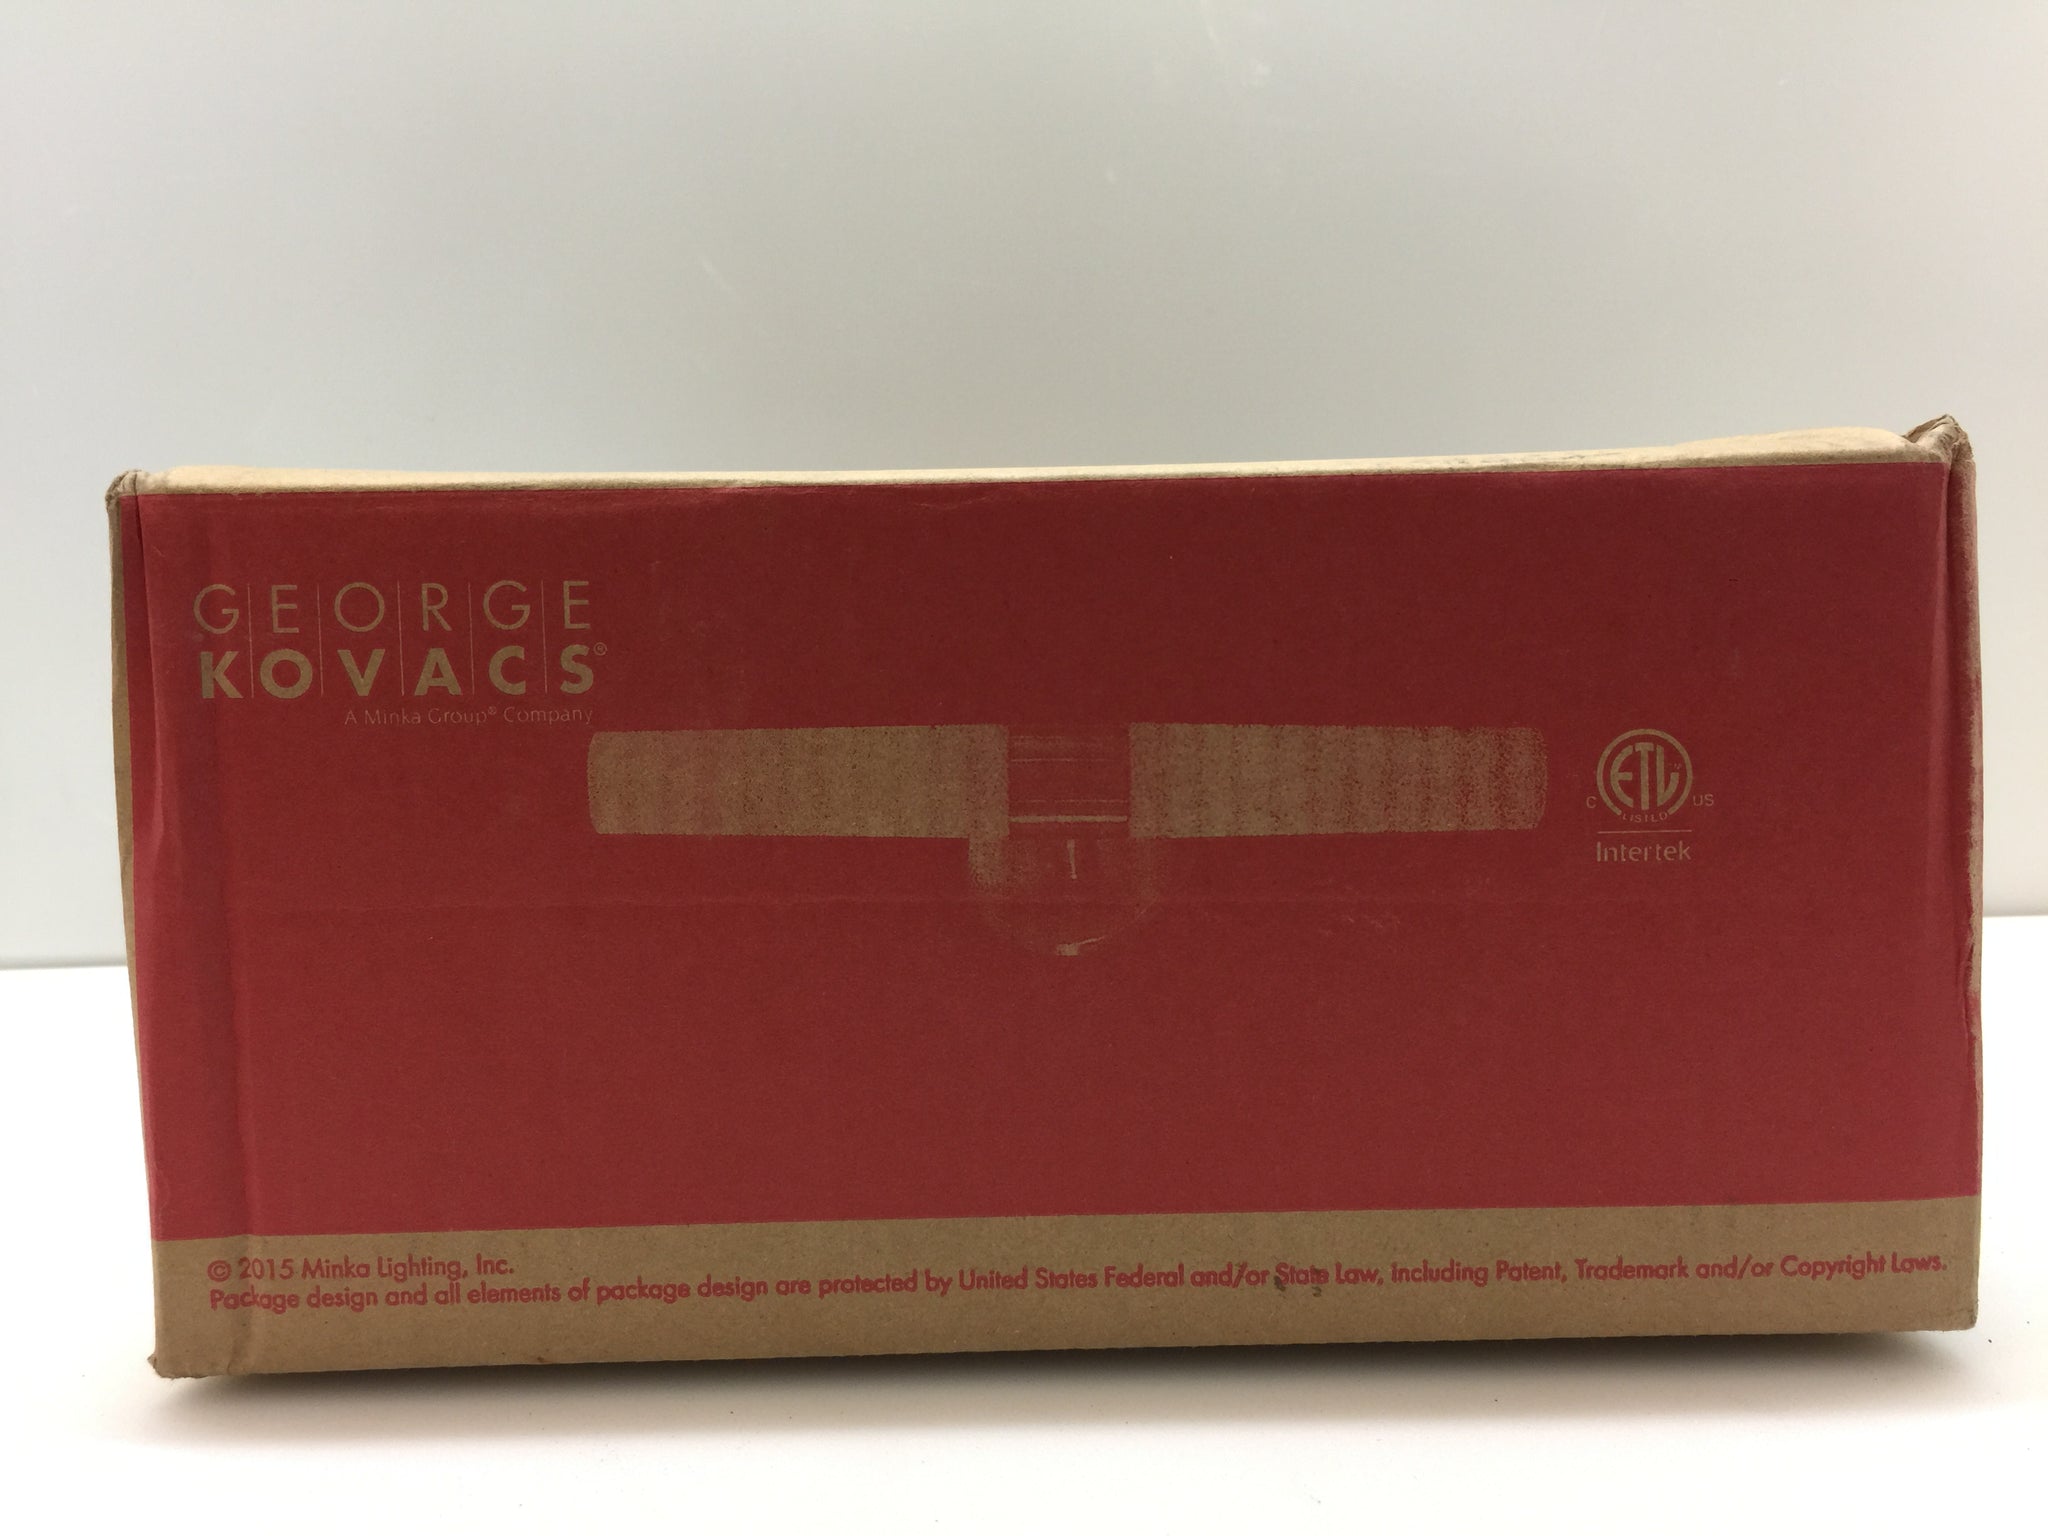 GEORGE
KOVACS®
A Minka Group® Company
ETL
C US
LISTED
Intertek
© 2015 Minka Lighting, Inc.
Package design and all elements of package design are protected by United States Federal and/or State Law, including Patent, Trademark and/or Copyright Laws.